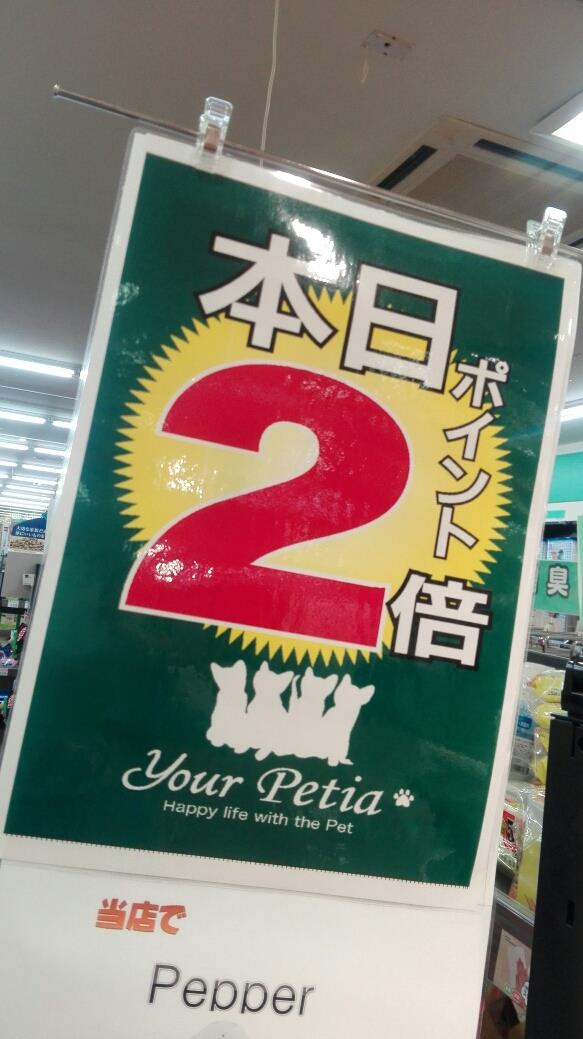 本日
ポイント
2倍
Your Petia
Happy life with the Pet
当店で
Pepper
臭